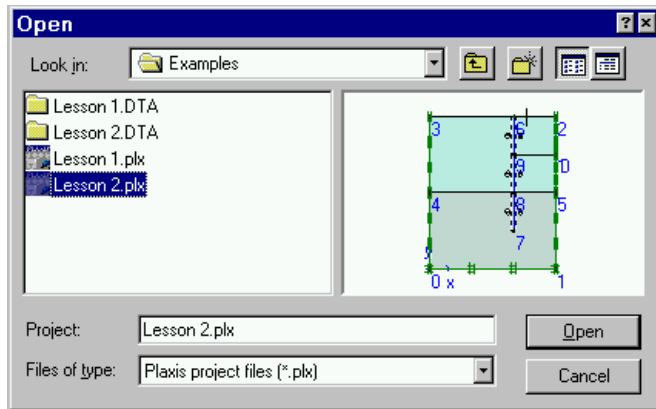 Open
Look in: Examples
Lesson 1.DTA
Lesson 2.DTA
Lesson 1.plx
Lesson 2.plx
3 6 2
9 10
4 8 5
7
y
0 x 1
Project: Lesson 2.plx Open
Files of type: Plaxis project files (*.plx) Cancel